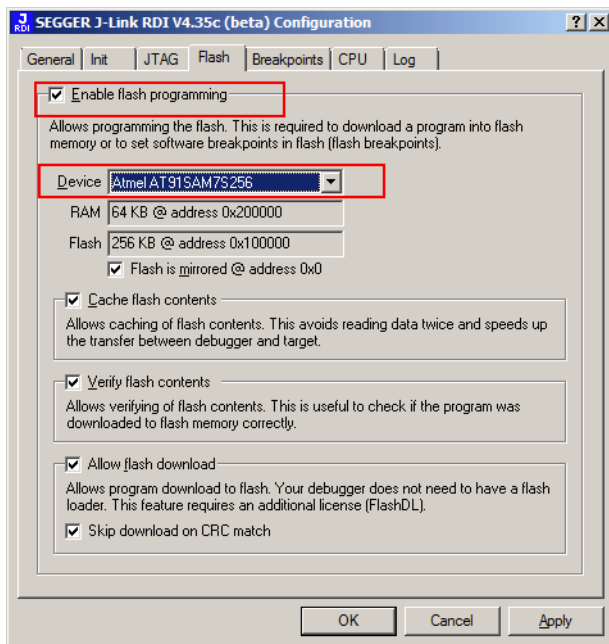 J RDI SEGGER J-Link RDI V4.35c (beta) Configuration
General Init JTAG Flash Breakpoints CPU Log
Enable flash programming
Allows programming the flash. This is required to download a program into flash
memory or to set software breakpoints in flash (flash breakpoints).
Device Atmel AT91SAM7S256
RAM 64 KB @ address 0x200000
Flash 256 KB @ address 0x100000
Flash is mirrored @ address 0x0
Cache flash contents
Allows caching of flash contents. This avoids reading data twice and speeds up
the transfer between debugger and target.
Verify flash contents
Allows verifying of flash contents. This is useful to check if the program was
downloaded to flash memory correctly.
Allow flash download
Allows program download to flash. Your debugger does not need to have a flash
loader. This feature requires an additional license (FlashDL).
Skip download on CRC match
OK Cancel Apply